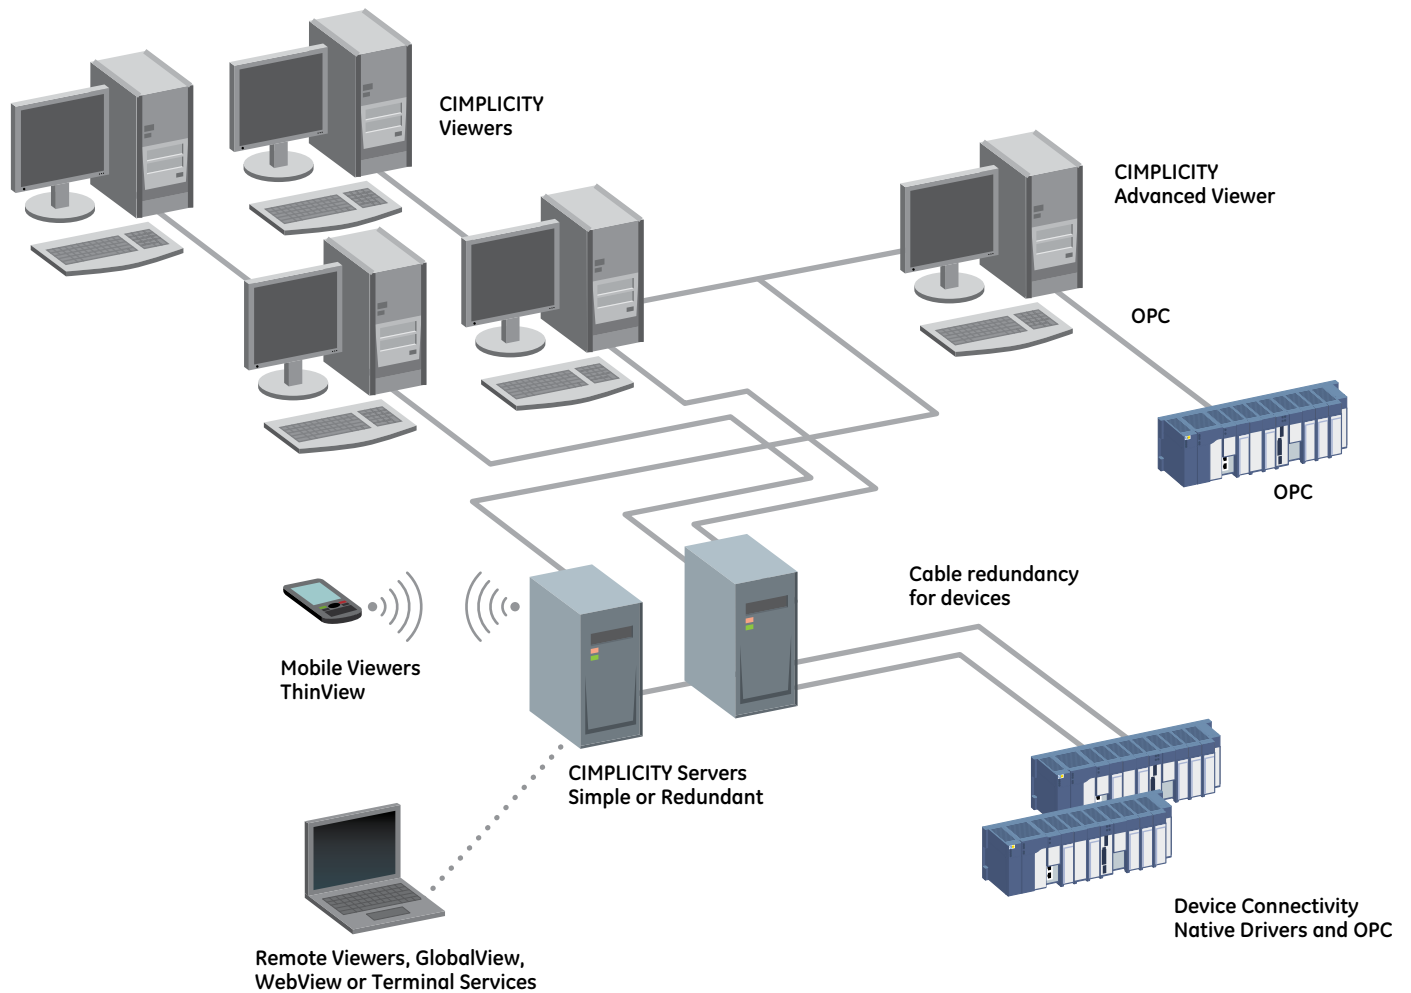 CIMPLICITY
Viewers
CIMPLICITY
Advanced Viewer
OPC
OPC
Cable redundancy
for devices
Mobile Viewers
ThinView
CIMPLICITY Servers
Simple or Redundant
Device Connectivity
Native Drivers and OPC
Remote Viewers, GlobalView,
WebView or Terminal Services